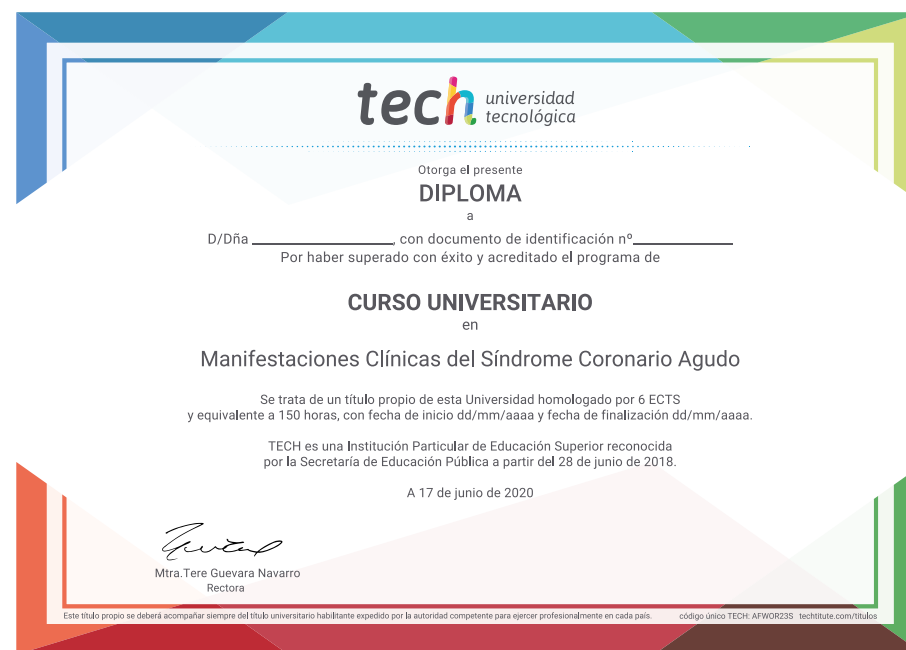 tech universidad
tecnológica
Otorga el presente
DIPLOMA
a
D/Dña ____________________, con documento de identificación nº______________
Por haber superado con éxito y acreditado el programa de
CURSO UNIVERSITARIO
en
Manifestaciones Clínicas del Síndrome Coronario Agudo
Se trata de un título propio de esta Universidad homologado por 6 ECTS
y equivalente a 150 horas, con fecha de inicio dd/mm/aaaa y fecha de finalización dd/mm/aaaa.
TECH es una Institución Particular de Educación Superior reconocida
por la Secretaría de Educación Pública a partir del 28 de junio de 2018.
A 17 de junio de 2020
Mtra.Tere Guevara Navarro
Rectora
Este título propio se deberá acompañar siempre del título universitario habilitante expedido por la autoridad competente para ejercer profesionalmente en cada país. código único TECH: AFWOR23S techtitute.com/titulos